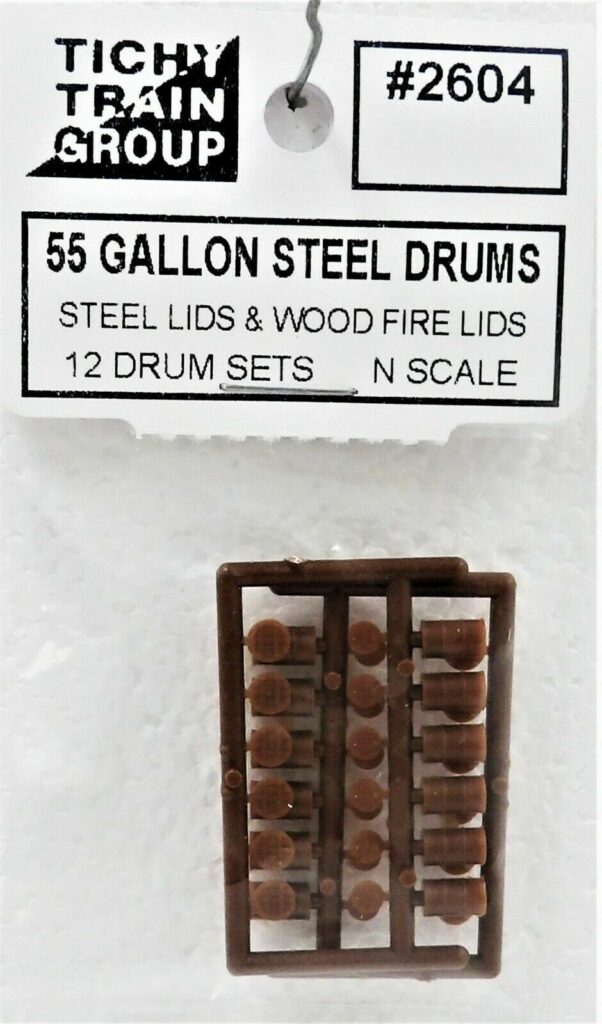 TICHY
TRAIN
GROUP
#2604
55 GALLON STEEL DRUMS
STEEL LIDS & WOOD FIRE LIDS
12 DRUM SETS N SCALE